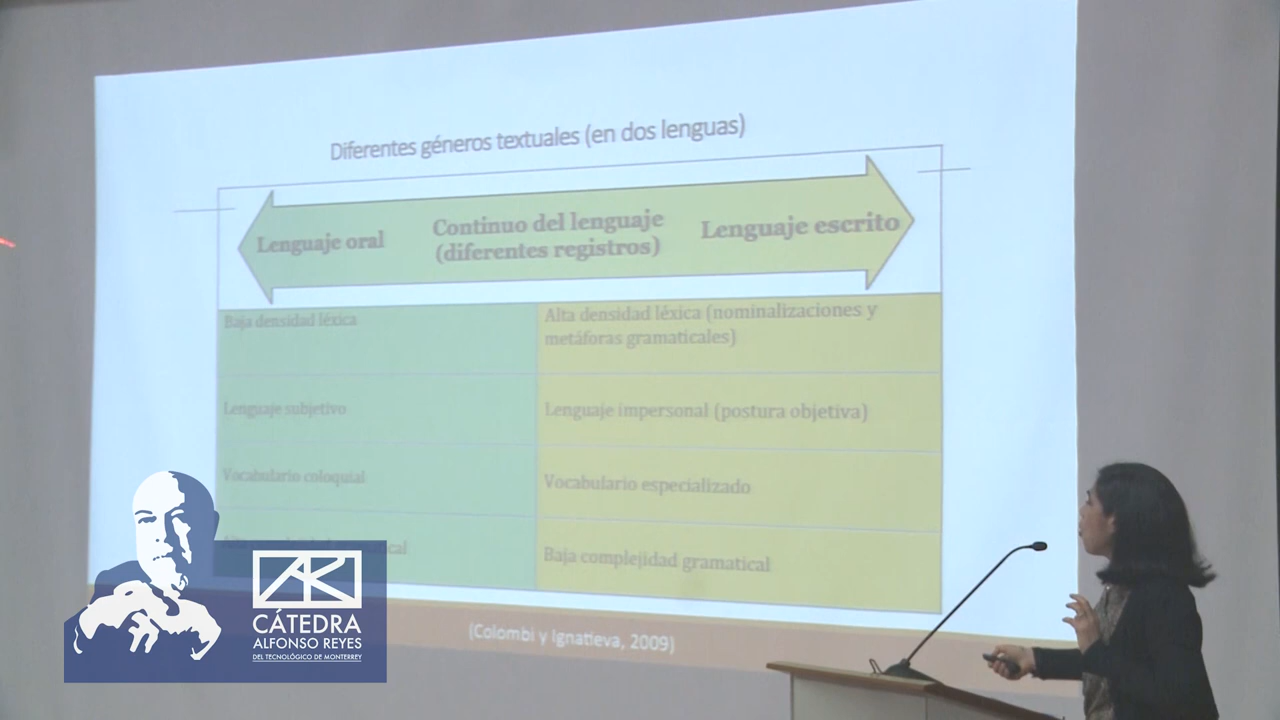 Diferentes géneros textuales (en dos lenguas)
Lenguaje oral
Continuo del lenguaje
(diferentes registros)
Lenguaje escrito
Baja densidad léxica
Alta densidad léxica (nominalizaciones y
metáforas gramaticales)
Lenguaje subjetivo
Lenguaje impersonal (postura objetiva)
Vocabulario coloquial
Vocabulario especializado
Baja complejidad gramatical
(Colombi y Ignatieva, 2009)
CÁTEDRA
ALFONSO REYES
DEL TECNOLÓGICO DE MONTERREY